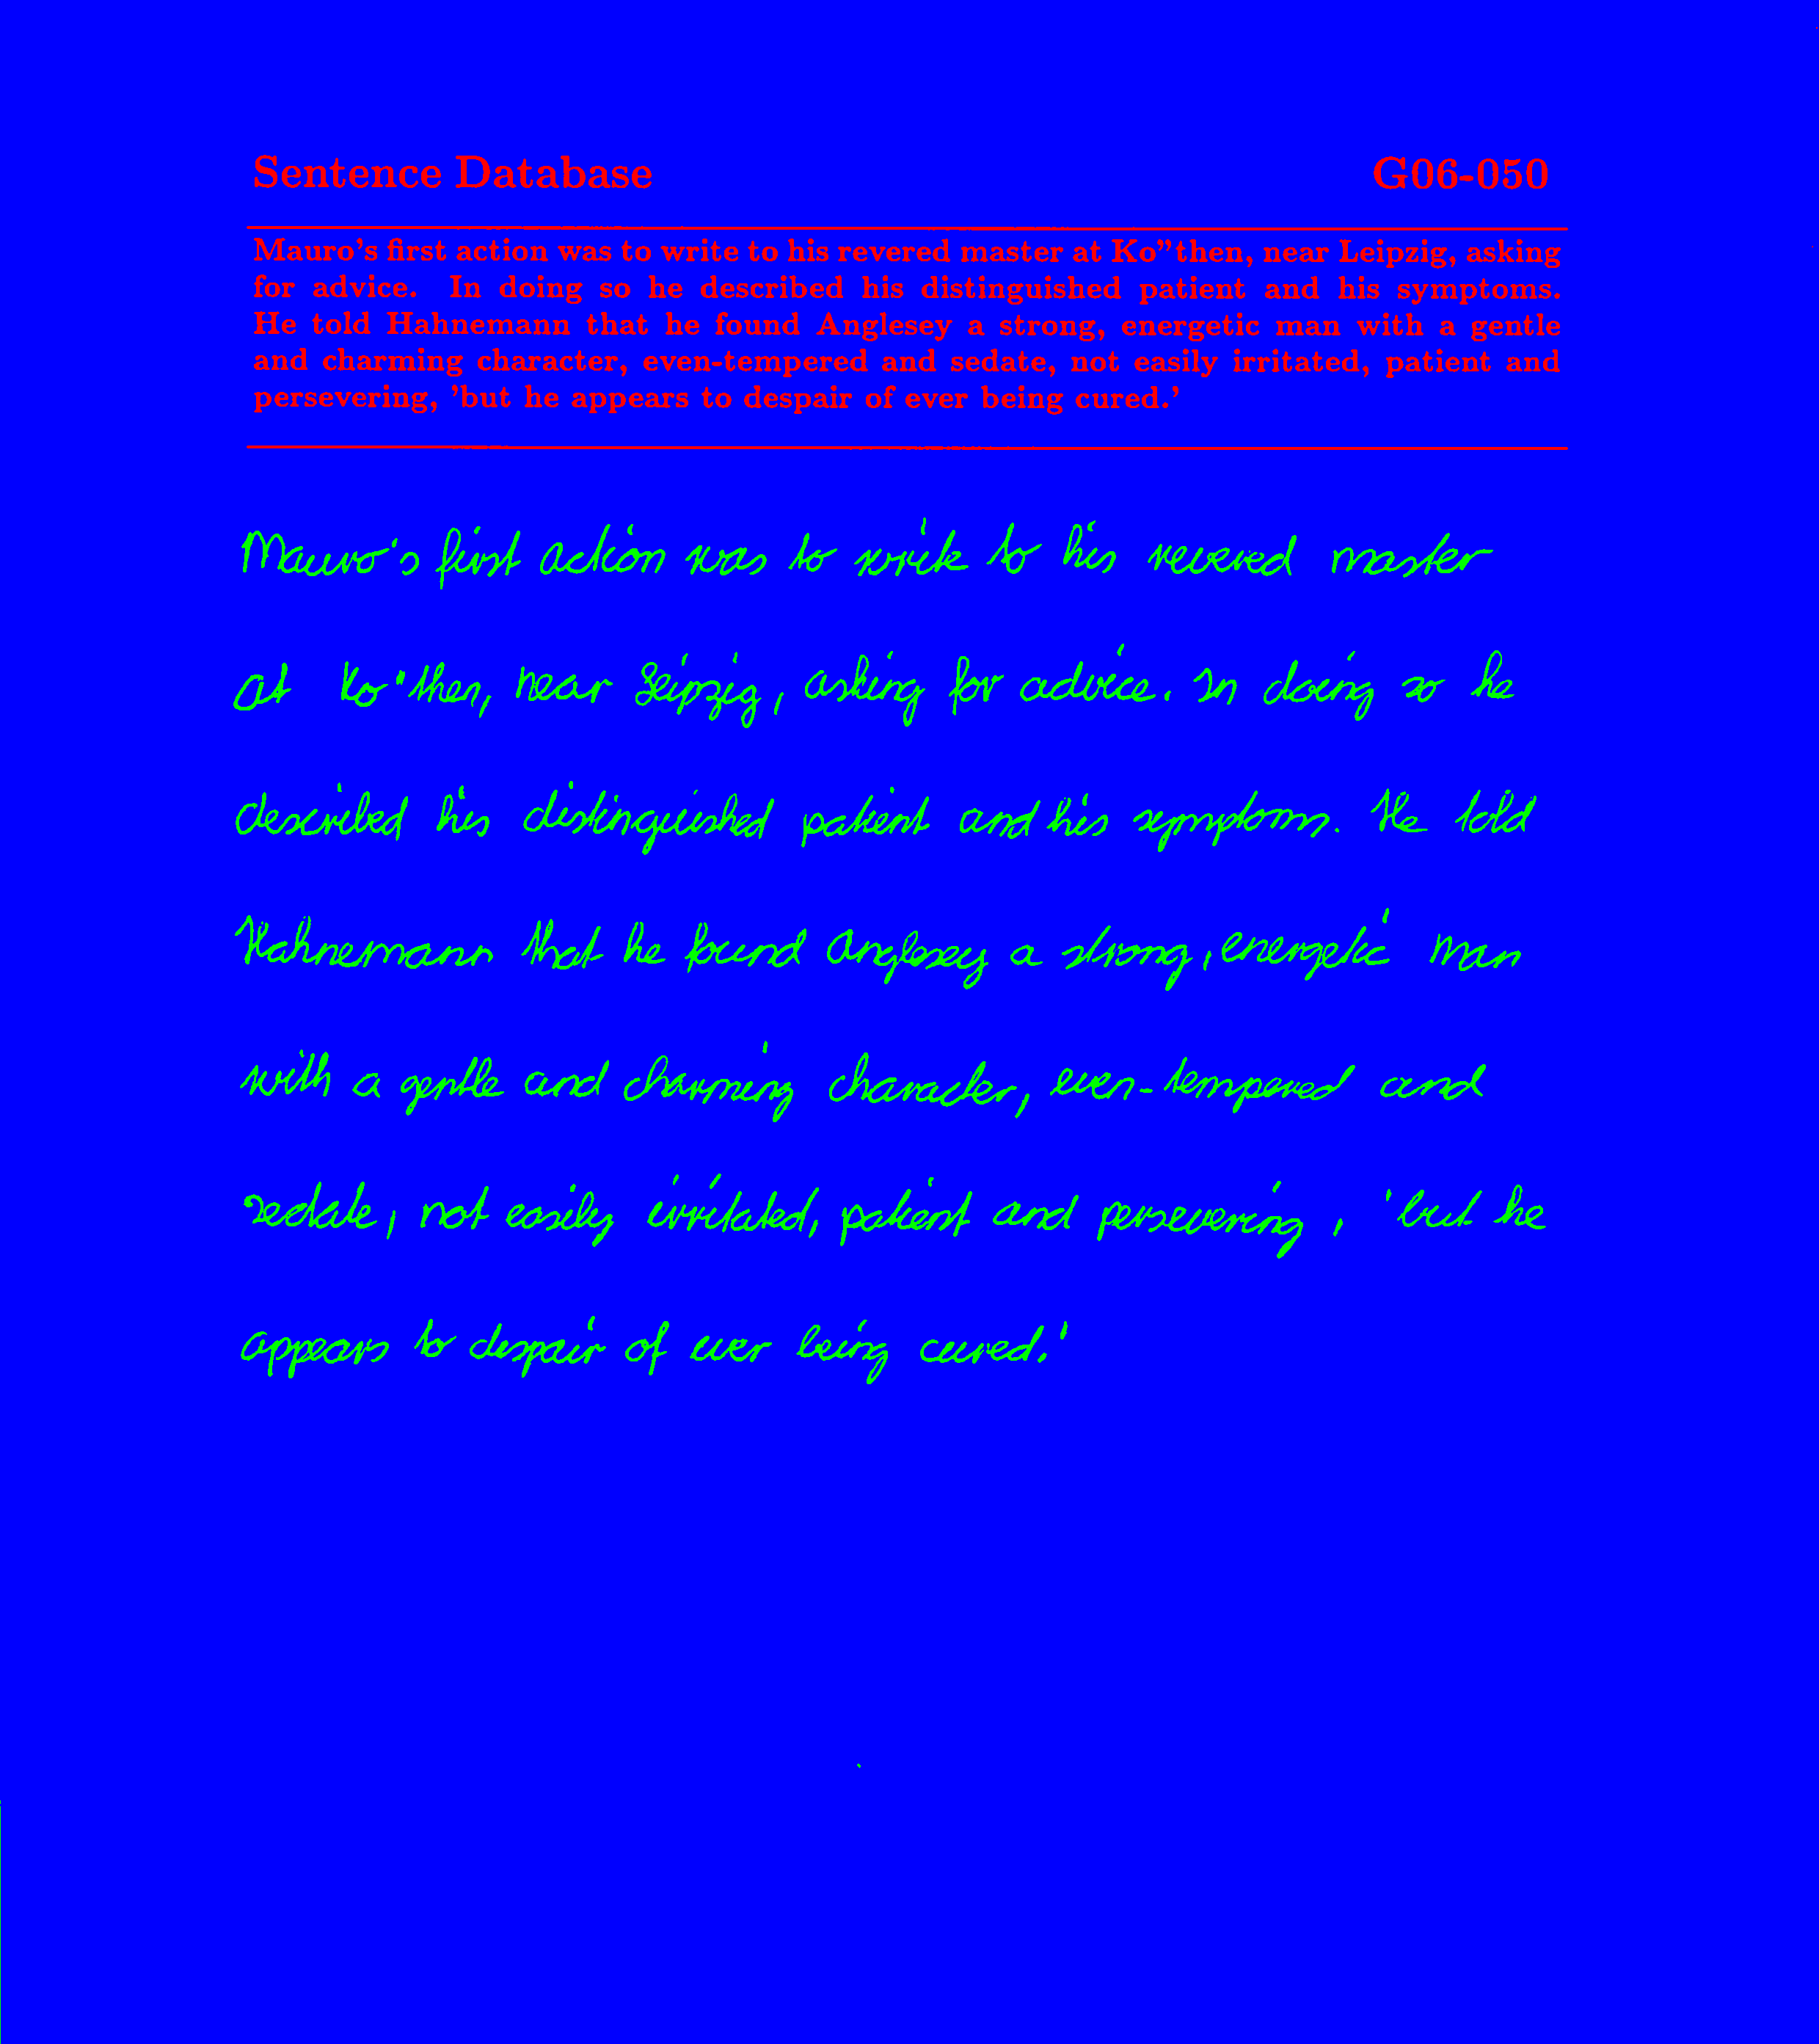 Sentence Database G06-050
Mauro's first action was to write to his revered master at Ko"then, near Leipzig, asking
for advice. In doing so he described his distinguished patient and his symptoms.
He told Hahnemann that he found Anglesey a strong, energetic man with a gentle
and charming character, even-tempered and sedate, not easily irritated, patient and
persevering, 'but he appears to despair of ever being cured.'
Mauro's first action was to write to his revered master
at Ko"then, near Leipzig, asking for advice. In doing so he
described his distinguished patient and his symptoms. He told
Hahnemann that he found Anglesey a strong, energetic man
with a gentle and charming character, even-tempered and
sedate, not easily irritated, patient and persevering, 'but he
appears to despair of ever being cured.'